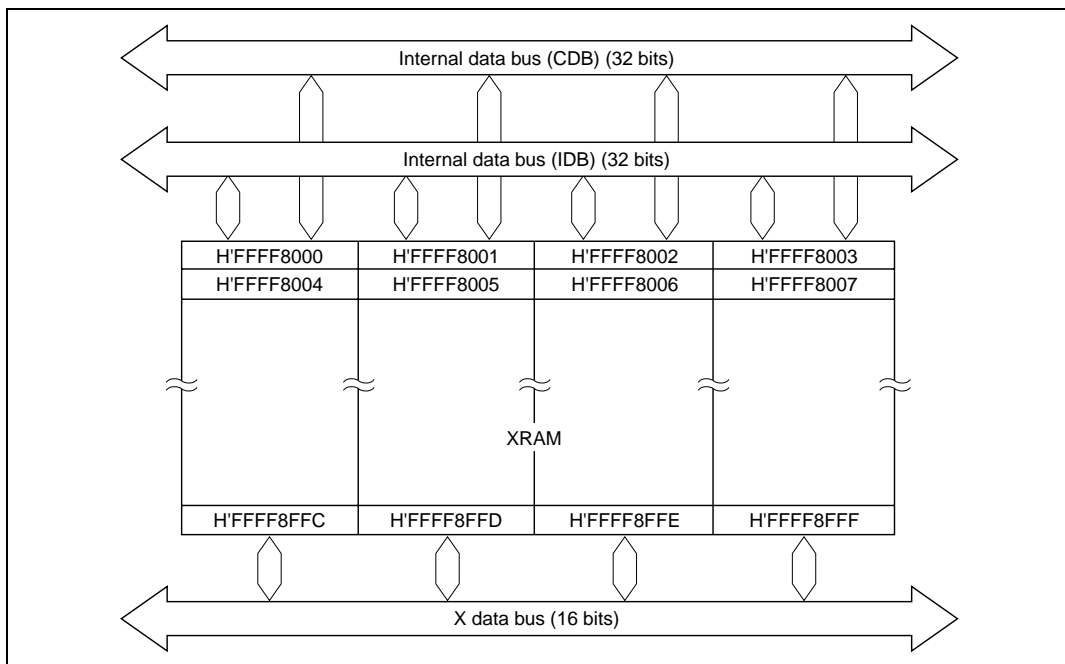 Internal data bus (CDB) (32 bits)
Internal data bus (IDB) (32 bits)
H'FFFF8000 H'FFFF8001 H'FFFF8002 H'FFFF8003
H'FFFF8004 H'FFFF8005 H'FFFF8006 H'FFFF8007
XRAM
H'FFFF8FFC H'FFFF8FFD H'FFFF8FFE H'FFFF8FFF
X data bus (16 bits)